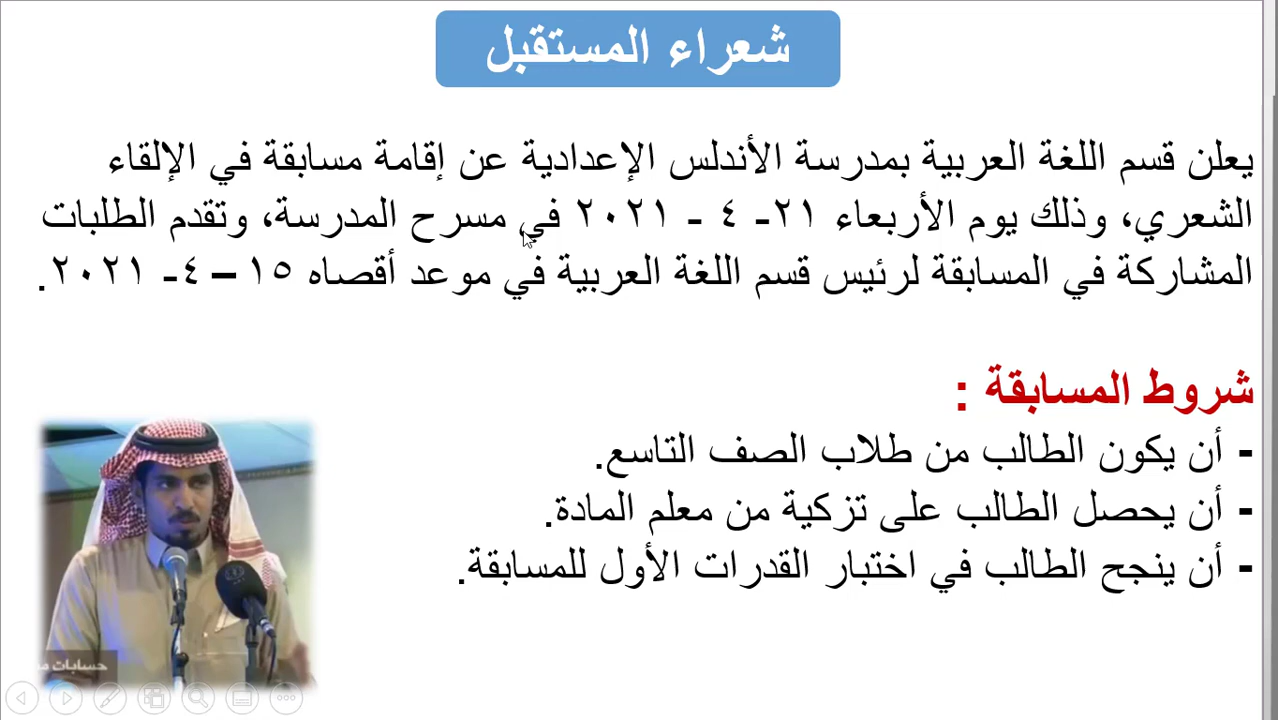 شعراء المستقبل
يعلن قسم اللغة العربية بمدرسة الأندلس الإعدادية عن إقامة مسابقة في الإلقاء
الشعري، وذلك يوم الأربعاء ٢١- ٤ - ٢٠٢١ في مسرح المدرسة، وتقدم الطلبات
المشاركة في المسابقة لرئيس قسم اللغة العربية في موعد أقصاه ١٥ – ٤- ٢٠٢١ .
شروط المسابقة :
- أن يكون الطالب من طلاب الصف التاسع.
- أن يحصل الطالب على تزكية من معلم المادة.
- أن ينجح الطالب في اختبار القدرات الأول للمسابقة.
حسابات